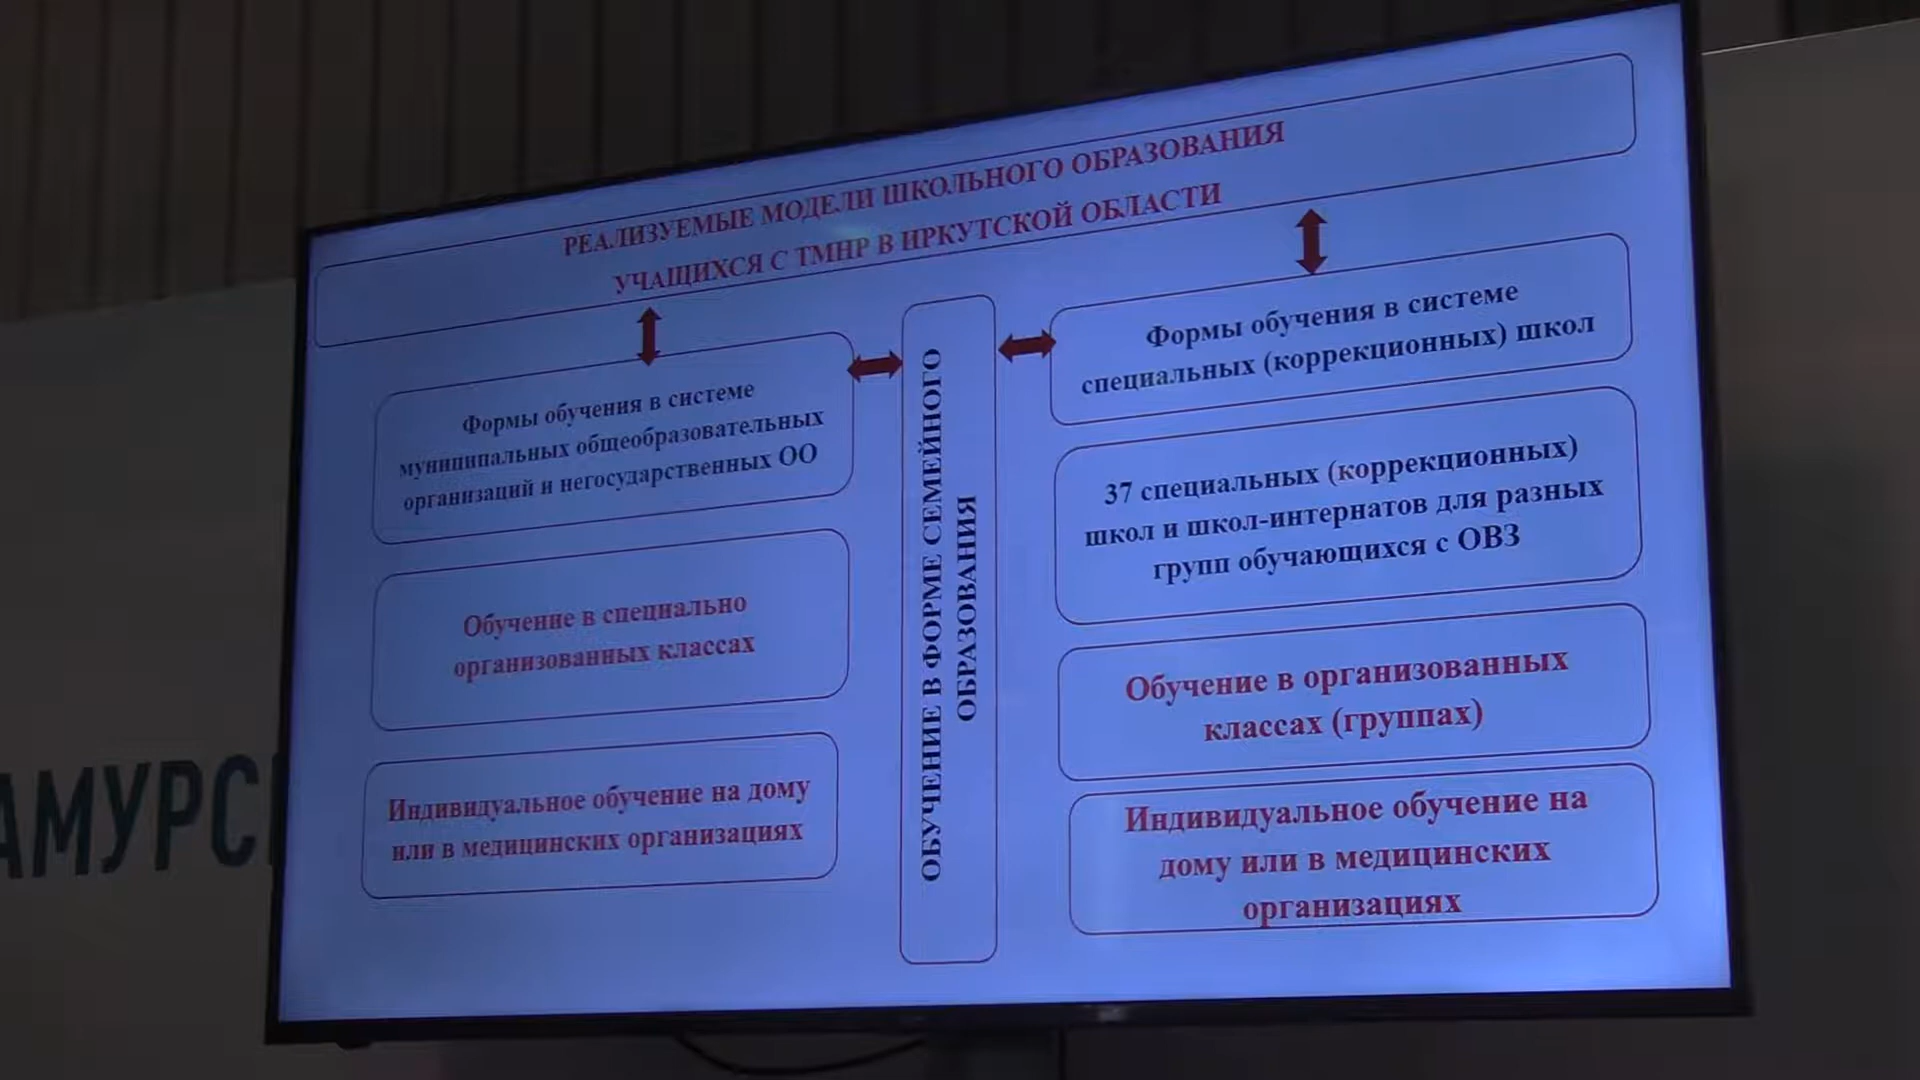 РЕАЛИЗУЕМЫЕ МОДЕЛИ ШКОЛЬНОГО ОБРАЗОВАНИЯ
УЧАЩИХСЯ С ТМНР В ИРКУТСКОЙ ОБЛАСТИ
Формы обучения в системе
муниципальных общеобразовательных
организаций и негосударственных ОО
Обучение в специально
организованных классах
Индивидуальное обучение на дому
или в медицинских организациях
ОБУЧЕНИЕ В ФОРМЕ СЕМЕЙНОГО
ОБРАЗОВАНИЯ
Формы обучения в системе
специальных (коррекционных) школ
37 специальных (коррекционных)
школ и школ-интернатов для разных
групп обучающихся с ОВЗ
Обучение в организованных
классах (группах)
Индивидуальное обучение на
дому или в медицинских
организациях
АМУРС